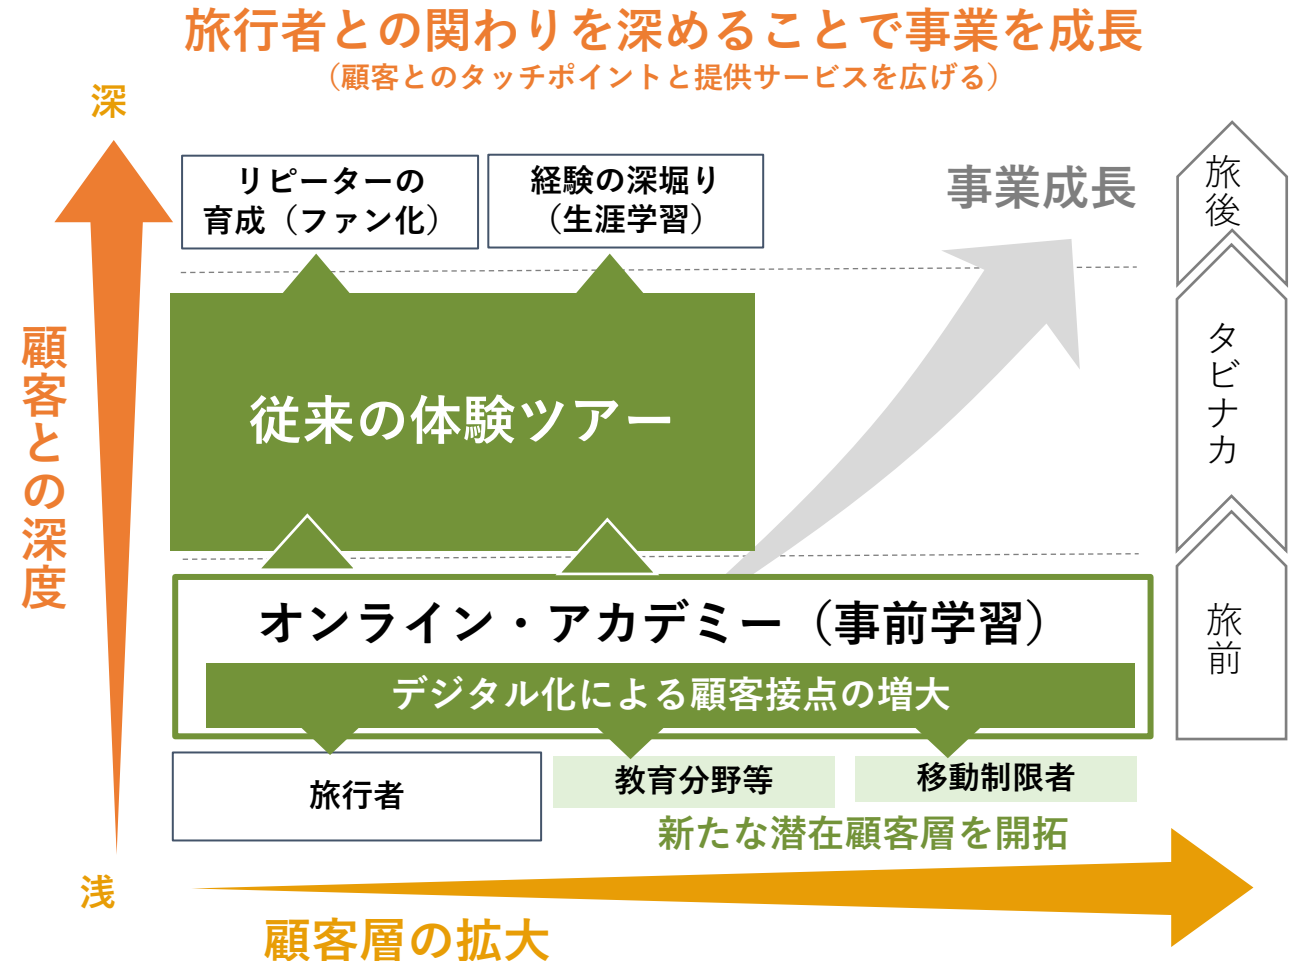 旅行者との関わりを深めることで事業を成長
（顧客とのタッチポイントと提供サービスを広げる）
深
リピーターの
育成（ファン化）
経験の深堀り
（生涯学習）
事業成長
旅後
顧客との深度
従来の体験ツアー
タビナカ
オンライン・アカデミー（事前学習）
デジタル化による顧客接点の増大
旅前
旅行者
教育分野等
移動制限者
新たな潜在顧客層を開拓
浅
顧客層の拡大